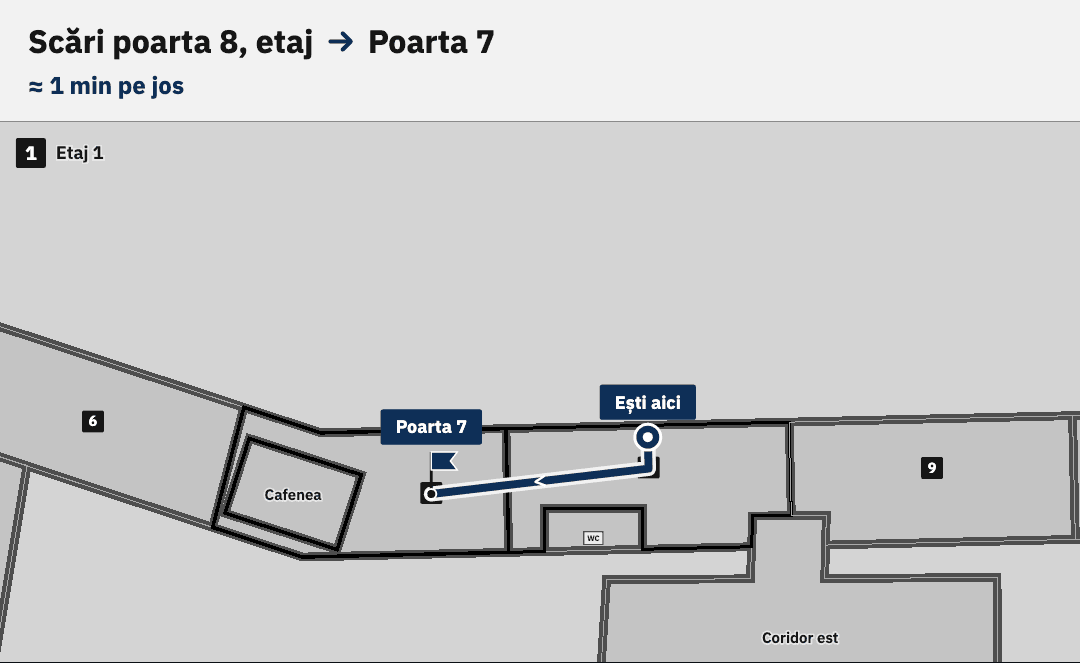 Scări poarta 8, etaj → Poarta 7
≈ 1 min pe jos
1 Etaj 1
Ești aici
Poarta 7
6
9
Cafenea
WC
Coridor est